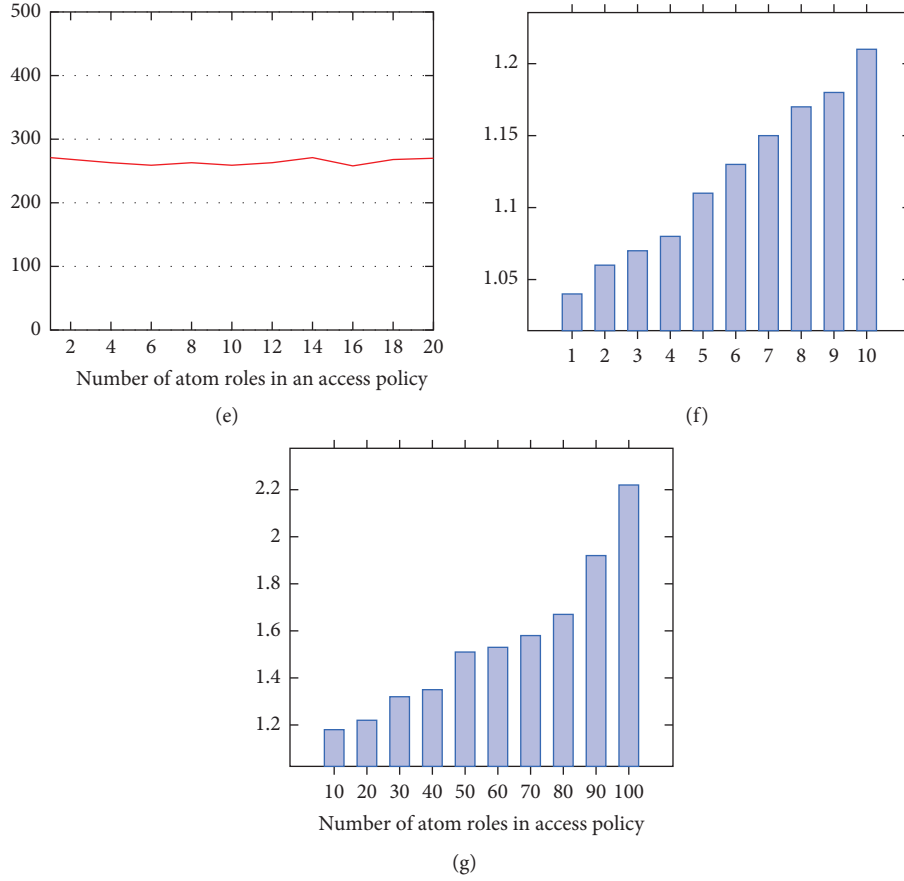 500
400
300
200
100
0
2 4 6 8 10 12 14 16 18 20
Number of atom roles in an access policy
(e)
1.2
1.15
1.1
1.05
1 2 3 4 5 6 7 8 9 10
(f)
2.2
2
1.8
1.6
1.4
1.2
10 20 30 40 50 60 70 80 90 100
Number of atom roles in access policy
(g)